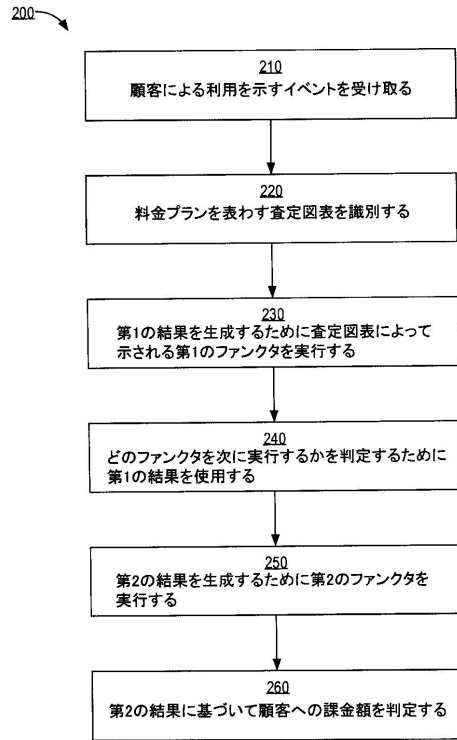 200
210
顧客による利用を示すイベントを受け取る
220
料金プランを表わす査定図表を識別する
230
第1の結果を生成するために査定図表によって
示される第1のファンクタを実行する
240
どのファンクタを次に実行するかを判定するために
第1の結果を使用する
250
第2の結果を生成するために第2のファンクタを
実行する
260
第2の結果に基づいて顧客への課金額を判定する